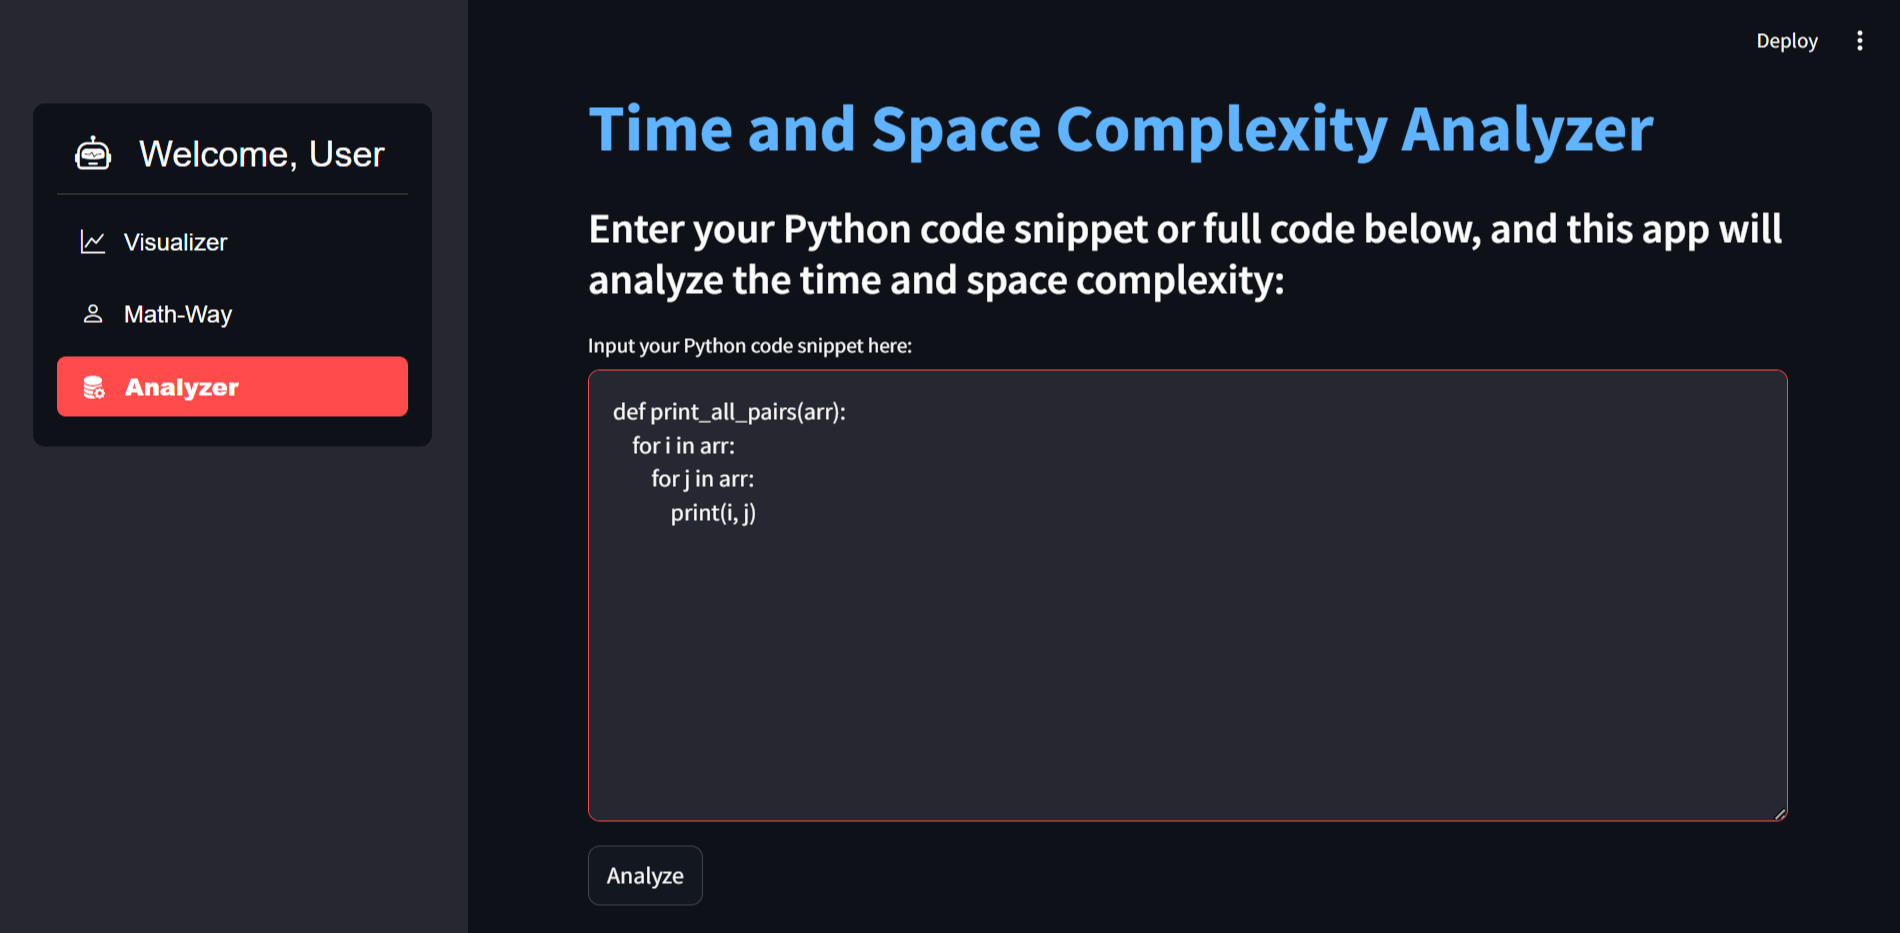 Deploy
Welcome, User
Visualizer
Math-Way
Analyzer
Time and Space Complexity Analyzer
Enter your Python code snippet or full code below, and this app will
analyze the time and space complexity:
Input your Python code snippet here:
def print_all_pairs(arr):
    for i in arr:
        for j in arr:
            print(i, j)
Analyze